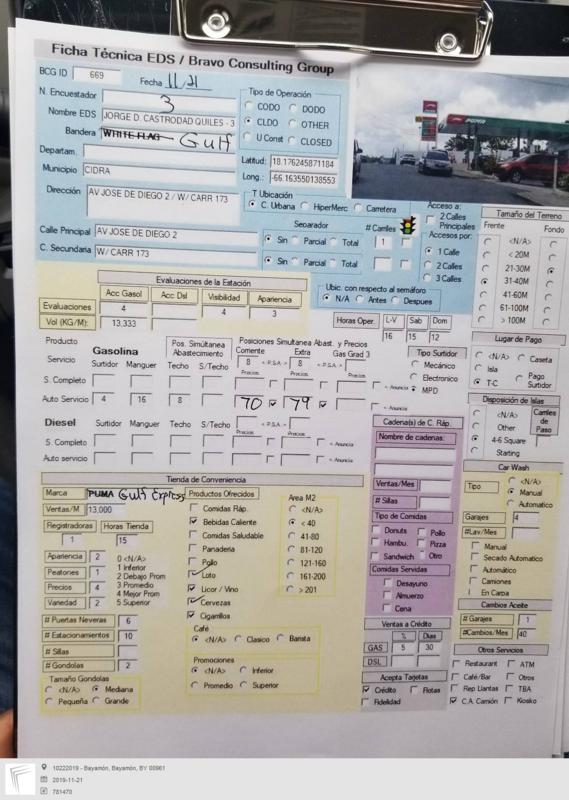 Ficha Técnica EDS / Bravo Consulting Group
BCG ID 669 Fecha 11/21
N. Encuestador 3
Nombre EDS JORGE D. CASTRODAD QUILES - 3
Bandera WHITE FLAG Gulf
Departam.
Municipio CIDRA
Dirección AV JOSE DE DIEGO 2 / W/ CARR 173
Tipo de Operación
CODO DODO
CLDO OTHER
U Const CLOSED
Latitud: 18.176245871184
Long.: -66.163550138553
T Ubicación
C. Urbana HiperMerc Carretera
Separador # Carriles
Calle Principal AV JOSE DE DIEGO 2 Sin Parcial Total 1
C. Secundaria W/ CARR 173 Sin Parcial Total
PUMA
Acceso a:
2 Calles Principales
Accesos por:
1 Calle
2 Calles
3 Calles
Ubic. con respecto al semáforo
N/A Antes Despues
Tamaño del Terreno
Frente Fondo
<N/A>
< 20M
21-30M
31-40M
41-60M
61-100M
> 100M
Evaluaciones de la Estación
Acc Gasol Acc Dsl Visibilidad Apariencia
Evaluaciones 4 4 3
Vol (KG/M): 13,333
Horas Oper. L-V Sab Dom
16 15 12
Lugar de Pago
<N/A> Caseta
Isla Pago Surtidor
T-C
Producto
Servicio
Gasolina
Surtidor Manguer
Pos. Simultánea Abastecimiento
Techo S/Techo
Posiciones Simultanea Abast. y Precios
Corriente Extra Gas Grad 3
8 <-P.S.A-> 8 <-P.S.A->
Precios Precios Precios
S. Completo <-Anuncia
Auto Servicio 4 16 8 70 79 <-Anuncia
Tipo Surtidor
Mecánico
Electronico
MPD
Disposición de Islas
<N/A>
Other
4-6 Square
Starting
Carriles de Paso
Diesel Surtidor Manguer Techo S/Techo <-P.S.A.->
Precios Precios
S. Completo <-Anuncia
Auto servicio <-Anuncia
Cadena(s) de C. Ráp.
Nombre de cadenas:
Ventas/Mes
# Sillas
Tipo de Comidas
Donuts Pollo
Hambu. Pizza
Sandwich Otro
Comidas Servidas
Desayuno
Almuerzo
Cena
Car Wash
Tipo <N/A>
Manual
Automatico
Garajes 4
#Lav/Mes
Manual
Secado Automatico
Automático
Camiones
En Carpa
Cambios Aceite
# Garajes 1
#Cambios/Mes 40
Tienda de Conveniencia
Marca PUMA Gulf Express
Ventas/M 13,000
Registradoras Horas Tienda
1 15
Apariencia 2
Peatones 1
Precios 4
Variedad 2
0 <N/A>
1 Inferior
2 Debajo Prom
3 Promedio
4 Mejor Prom
5 Superior
# Puertas Neveras 6
# Estacionamientos 10
# Sillas
# Gondolas 2
Tamaño Gondolas
<N/A> Mediana
Pequeña Grande
Productos Ofrecidos
Comidas Ráp.
Bebidas Caliente
Comidas Saludable
Panaderia
Pollo
Loto
Licor / Vino
Cervezas
Cigarrillos
Café
<N/A> Clasico Barista
Promociones
<N/A> Inferior
Promedio Superior
Area M2
<N/A>
< 40
41-80
81-120
121-160
161-200
> 201
Ventas a Crédito
% Dias
GAS 5 30
DSL
Acepta Tarjetas
Crédito Flotas
Fidelidad
Otros Servicios
Restaurant ATM
Café/Bar Otros
Rep Llantas TBA
C.A. Camión Kiosko
10222019 - Bayamón, Bayamón, BY 00961
2019-11-21
781470